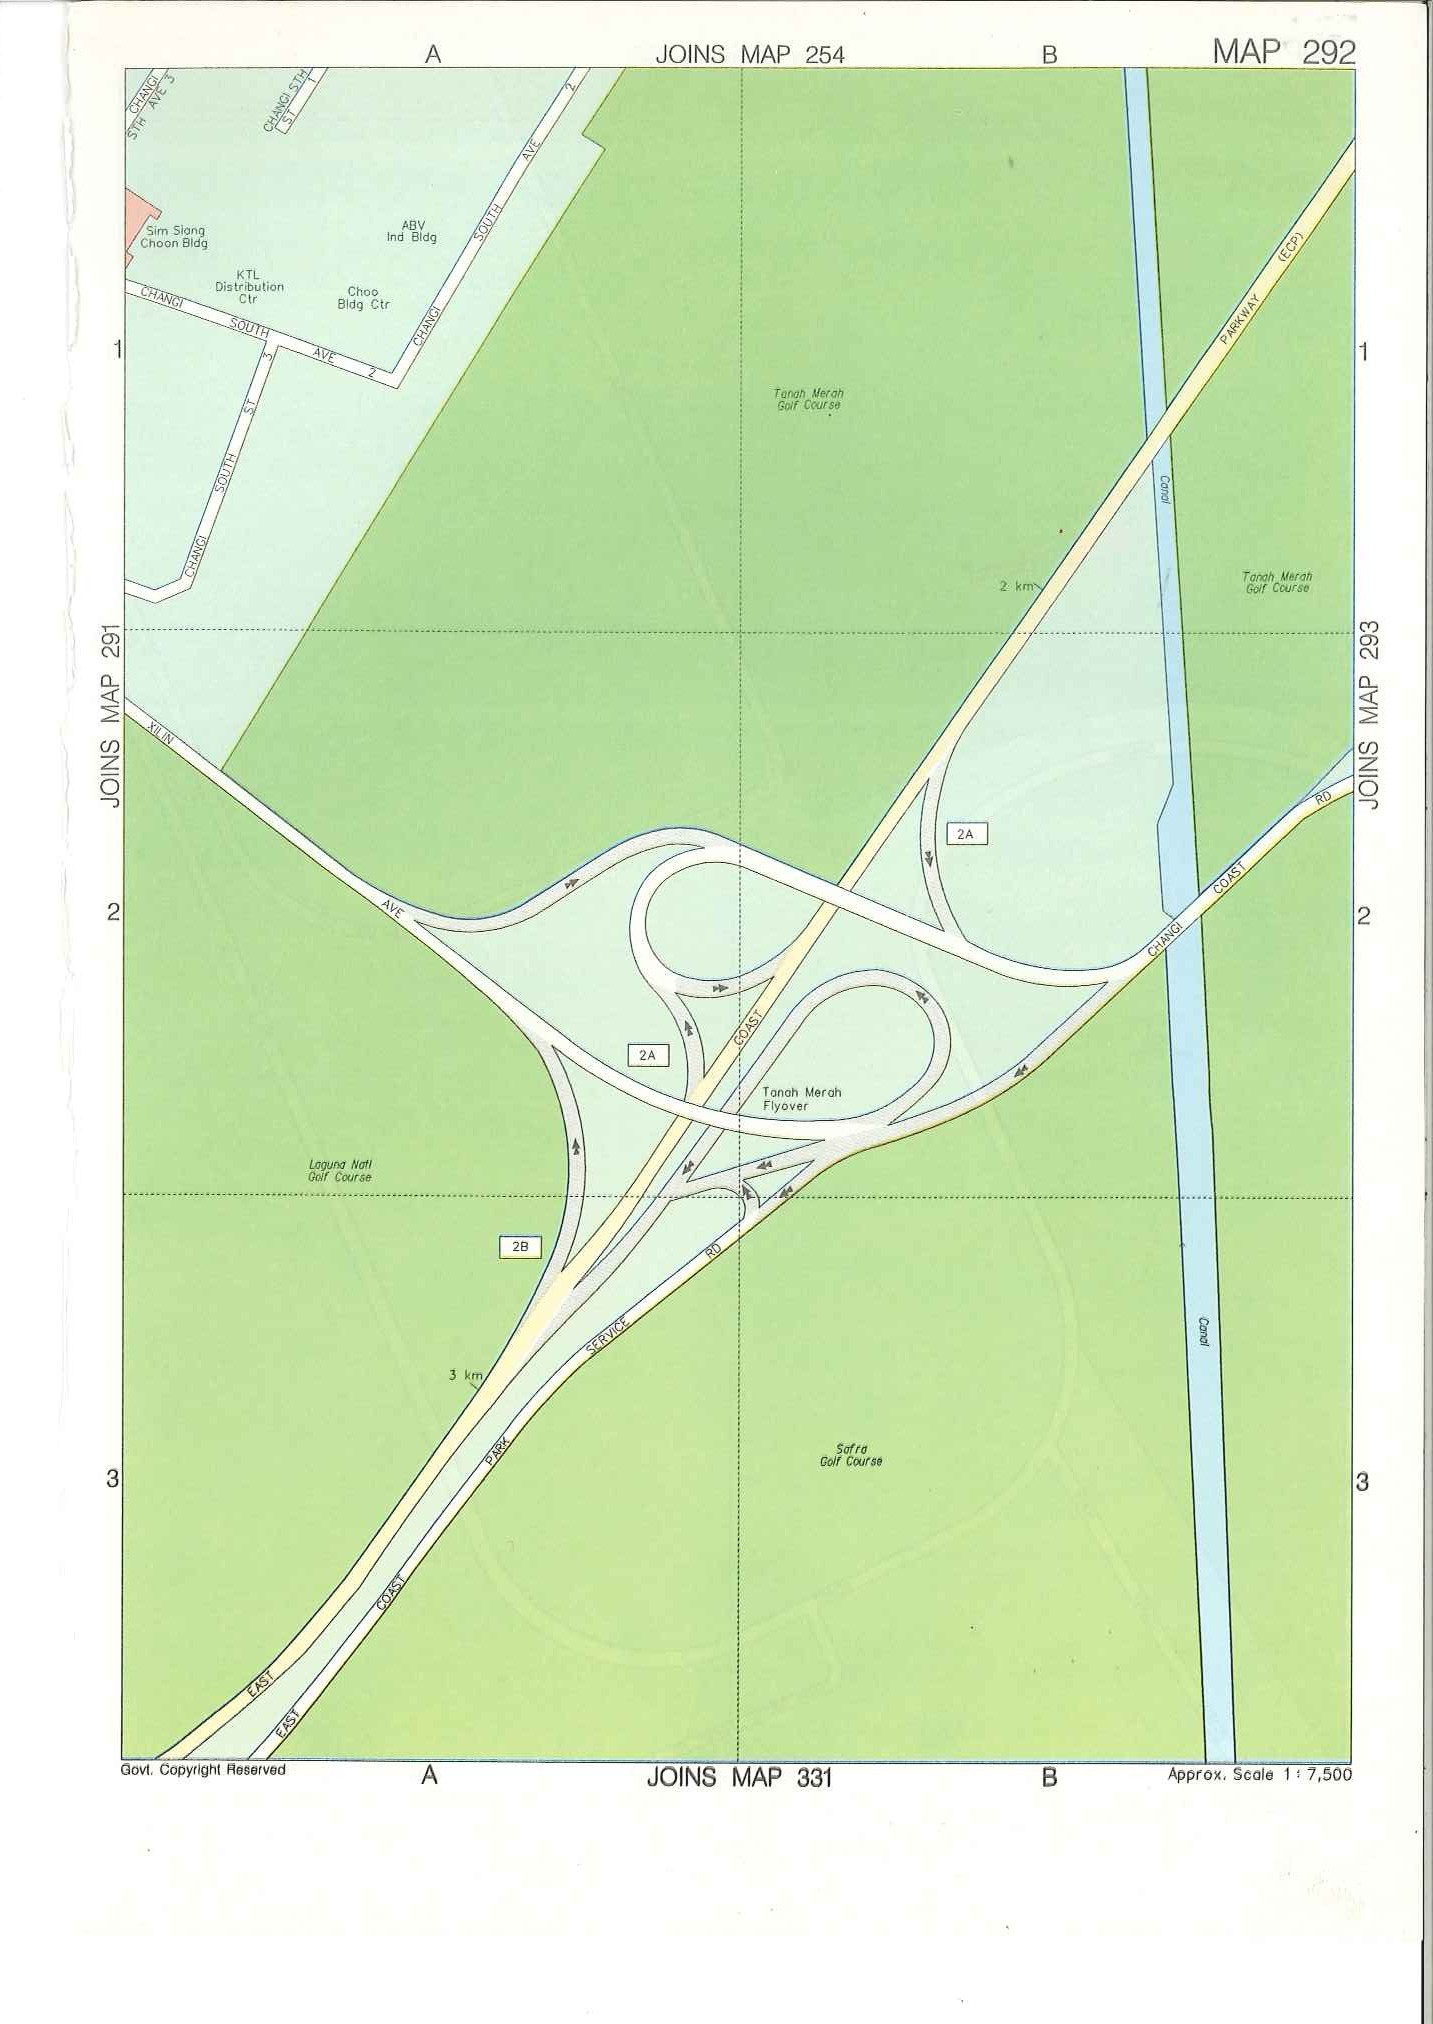 A
JOINS MAP 254
B
MAP 292
CHANGI
STH AVE 3
CHANGI STH
ST 1
2
AVE
SOUTH
CHANGI
Sim Siang
Choon Bldg
ABV
Ind Bldg
KTL
Distribution
Ctr
Choo
Bldg Ctr
CHANGI
SOUTH
AVE
2
3
ST
SOUTH
CHANGI
1
1
(ECP)
PARKWAY
Tanah Merah
Golf Course
Canal
2 km
Tanah Merah
Golf Course
JOINS MAP 291
JOINS MAP 293
XILIN
AVE
2A
RD
COAST
CHANGI
2
2
COAST
2A
Tanah Merah
Flyover
Laguna Natl
Golf Course
2B
RD
SERVICE
Canal
3 km
PARK
Safra
Golf Course
3
3
COAST
EAST
EAST
Govt. Copyright Reserved
A
JOINS MAP 331
B
Approx. Scale 1 : 7,500